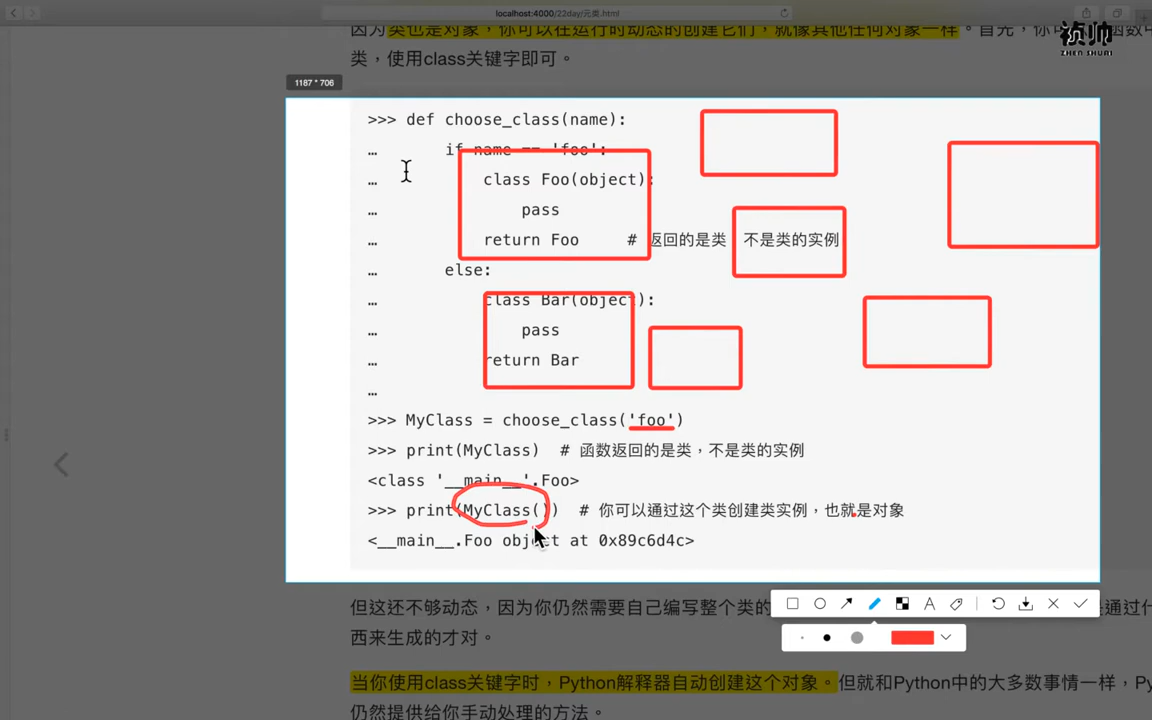 localhost:4000/22day/元类.html
因为类也是对象，你可以在运行时动态的创建它们，就像其他任何对象一样。首先，你可
函数中
祯帅
ZHEN SHUAI
类，使用class关键字即可。
1187 * 706
>>> def choose_class(name):
… if name == 'foo':
… class Foo(object):
… pass
… return Foo # 返回的是类，不是类的实例
… else:
… class Bar(object):
… pass
… return Bar
…
>>> MyClass = choose_class('foo')
>>> print(MyClass) # 函数返回的是类，不是类的实例
<class '__main__'.Foo>
>>> print(MyClass()) # 你可以通过这个类创建类实例，也就是对象
<__main__.Foo object at 0x89c6d4c>
A
但这还不够动态，因为你仍然需要自己编写整个类的
是通过什
西来生成的才对。
当你使用class关键字时，Python解释器自动创建这个对象。但就和Python中的大多数事情一样，Py
仍然提供给你手动处理的方法。